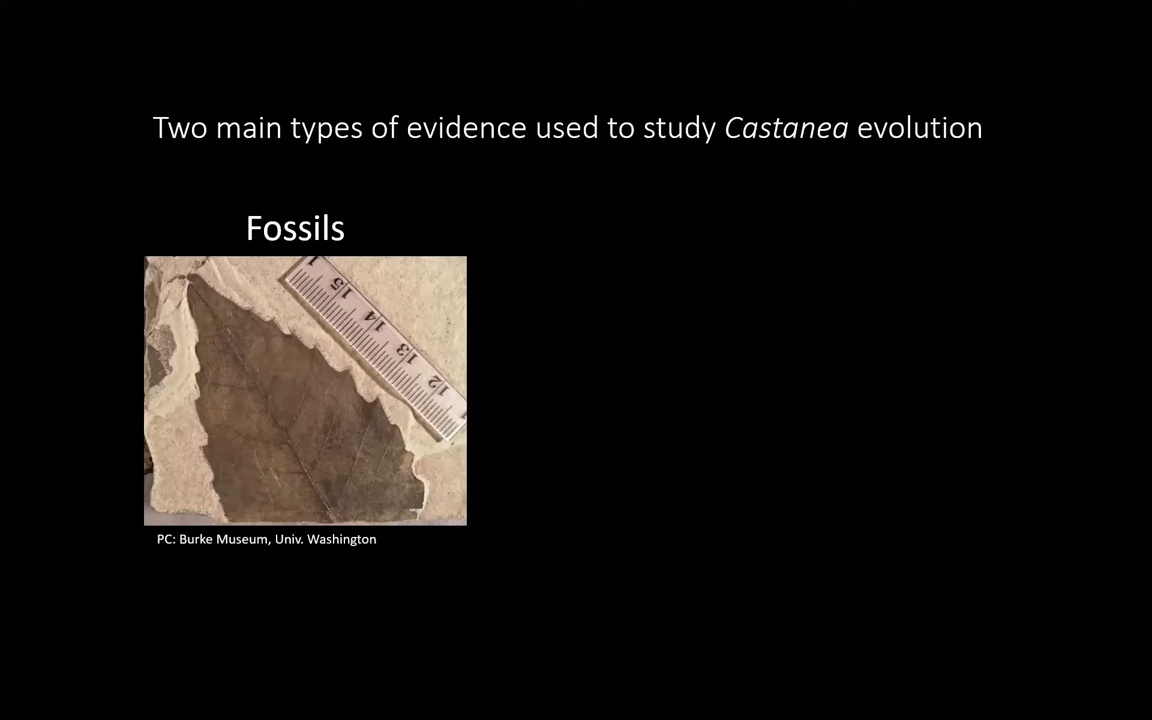 Two main types of evidence used to study Castanea evolution
Fossils
15
14
13
12
PC: Burke Museum, Univ. Washington